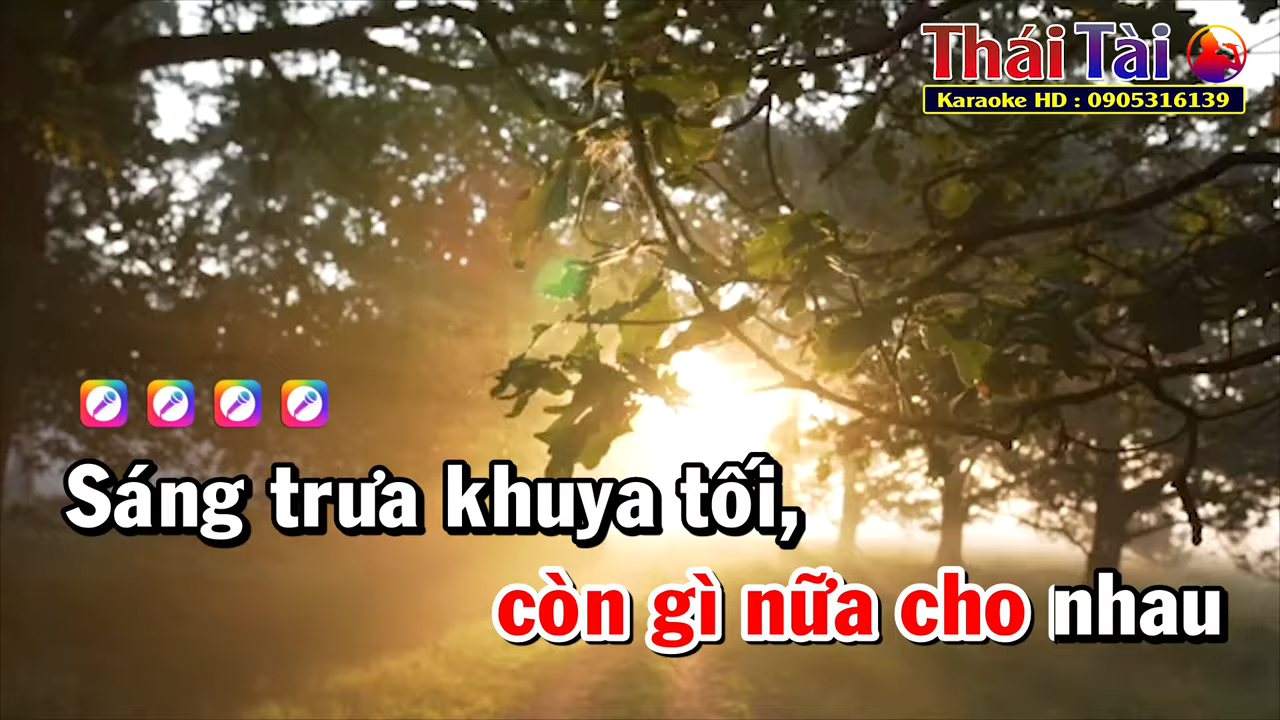 Thái Tài
Karaoke HD : 0905316139
Sáng trưa khuya tối,
còn gì nữa cho nhau